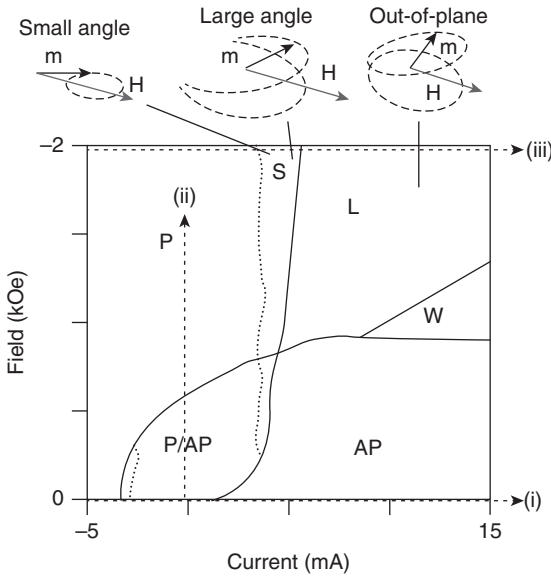 Small angle
Large angle
Out-of-plane
m
H
m
H
m
H
–2
(iii)
S
(ii)
L
P
W
Field (kOe)
P/AP
AP
0
(i)
–5
15
Current (mA)